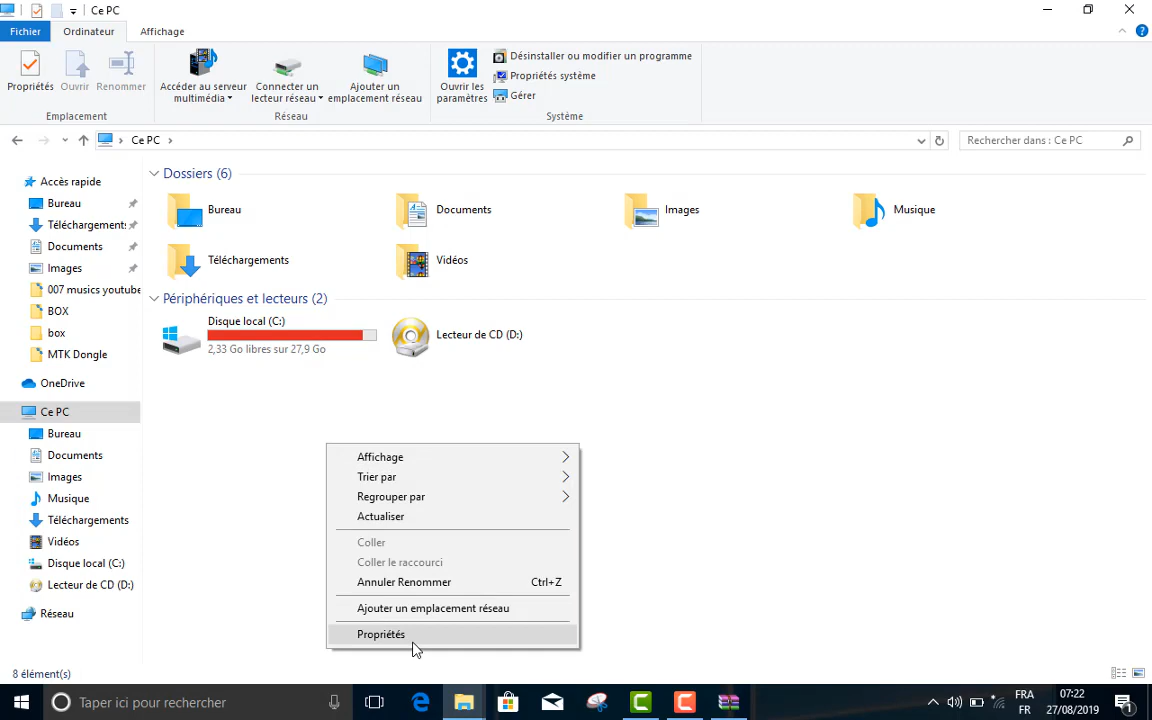 Ce PC
Fichier
Ordinateur
Affichage
Propriétés
Ouvrir
Renommer
Emplacement
Accéder au serveur
multimédia
Connecter un
lecteur réseau
Ajouter un
emplacement réseau
Réseau
Ouvrir les
paramètres
Désinstaller ou modifier un programme
Propriétés système
Gérer
Système
Ce PC
Rechercher dans : Ce PC
Accès rapide
Bureau
Téléchargement:
Documents
Images
007 musics youtube
BOX
box
MTK Dongle
OneDrive
Ce PC
Bureau
Documents
Images
Musique
Téléchargements
Vidéos
Disque local (C:)
Lecteur de CD (D:)
Réseau
Dossiers (6)
Bureau
Documents
Images
Musique
Téléchargements
Vidéos
Périphériques et lecteurs (2)
Disque local (C:)
2,33 Go libres sur 27,9 Go
Lecteur de CD (D:)
Affichage
Trier par
Regrouper par
Actualiser
Coller
Coller le raccourci
Annuler Renommer Ctrl+Z
Ajouter un emplacement réseau
Propriétés
8 élément(s)
Taper ici pour rechercher
FRA
FR
07:22
27/08/2019
1